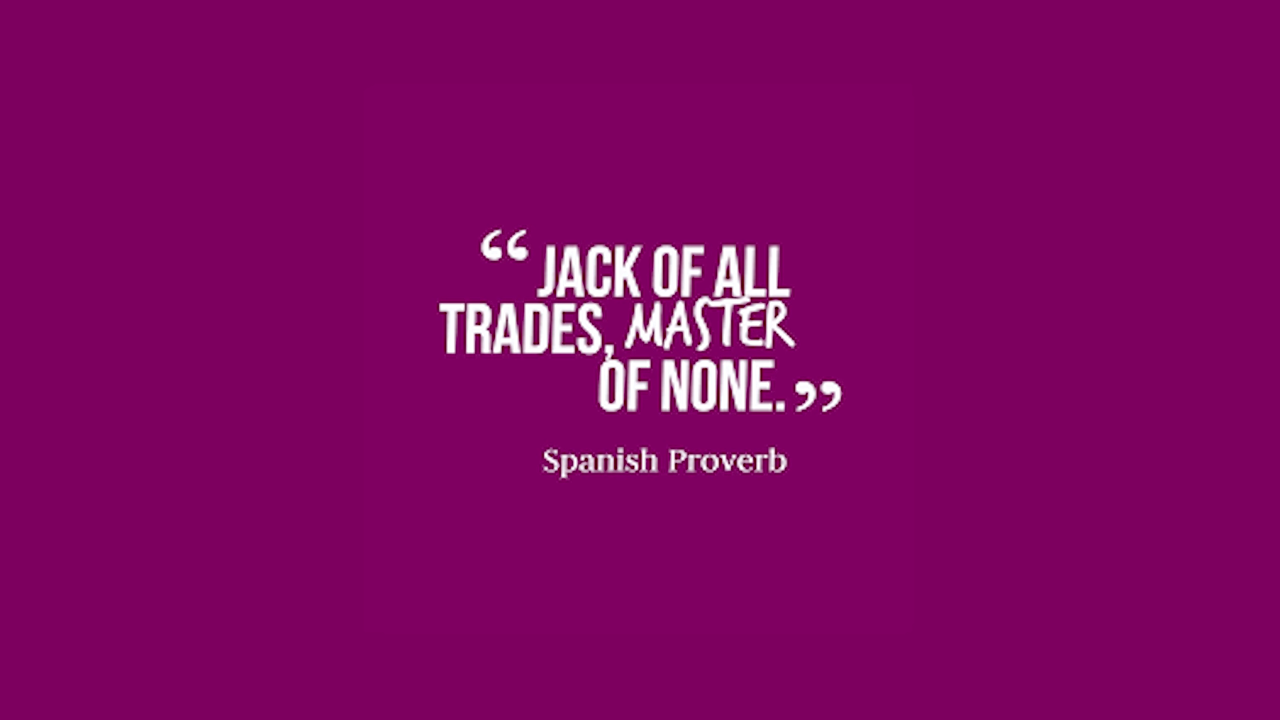 “JACK OF ALL
TRADES, MASTER
OF NONE.”
Spanish Proverb